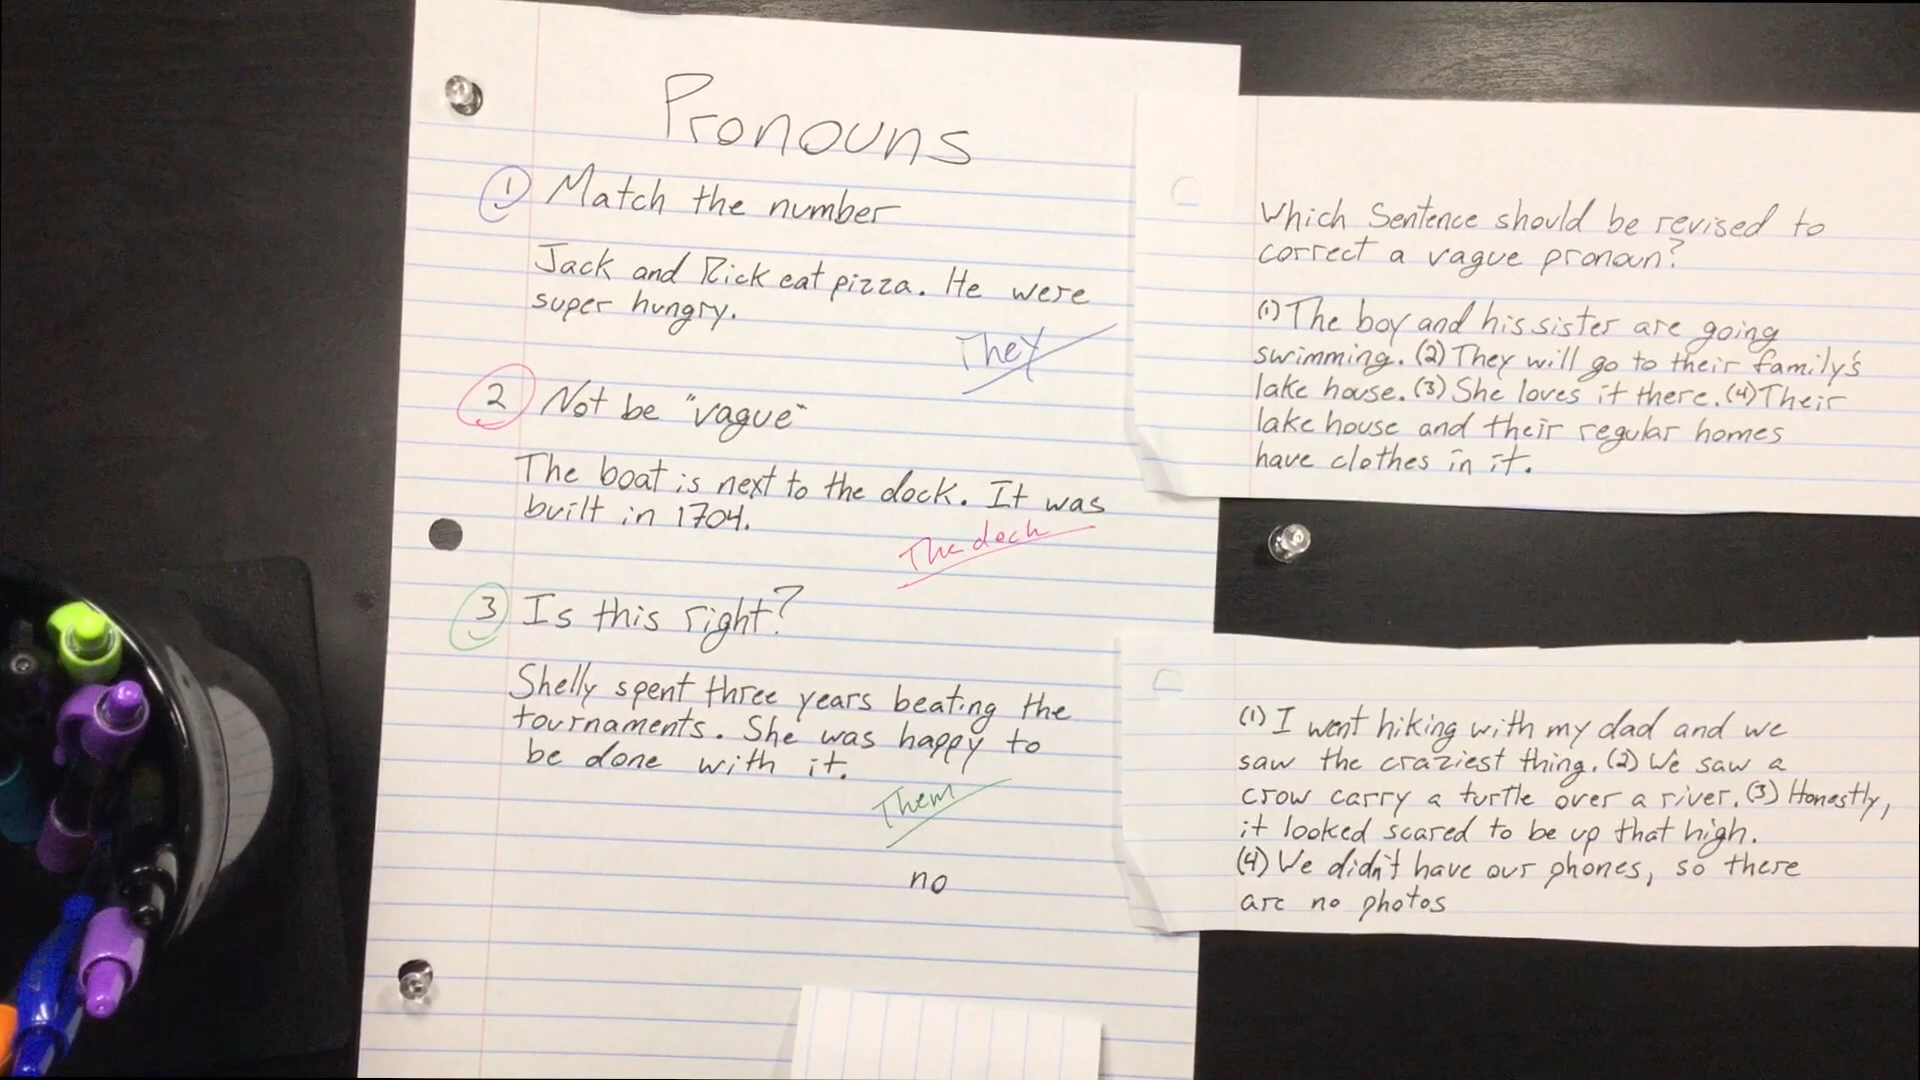 Pronouns
1 Match the number
Jack and Rick eat pizza. He were
super hungry.
They
2 Not be "vague"
The boat is next to the dock. It was
built in 1704.
The dock
3 Is this right?
Shelly spent three years beating the
tournaments. She was happy to
be done with it.
Them
no
Which Sentence should be revised to
correct a vague pronoun?
(1) The boy and his sister are going
swimming. (2) They will go to their family's
lake house. (3) She loves it there. (4) Their
lake house and their regular homes
have clothes in it.
(1) I went hiking with my dad and we
saw the craziest thing. (2) We saw a
crow carry a turtle over a river. (3) Honestly,
it looked scared to be up that high.
(4) We didn't have our phones, so there
are no photos